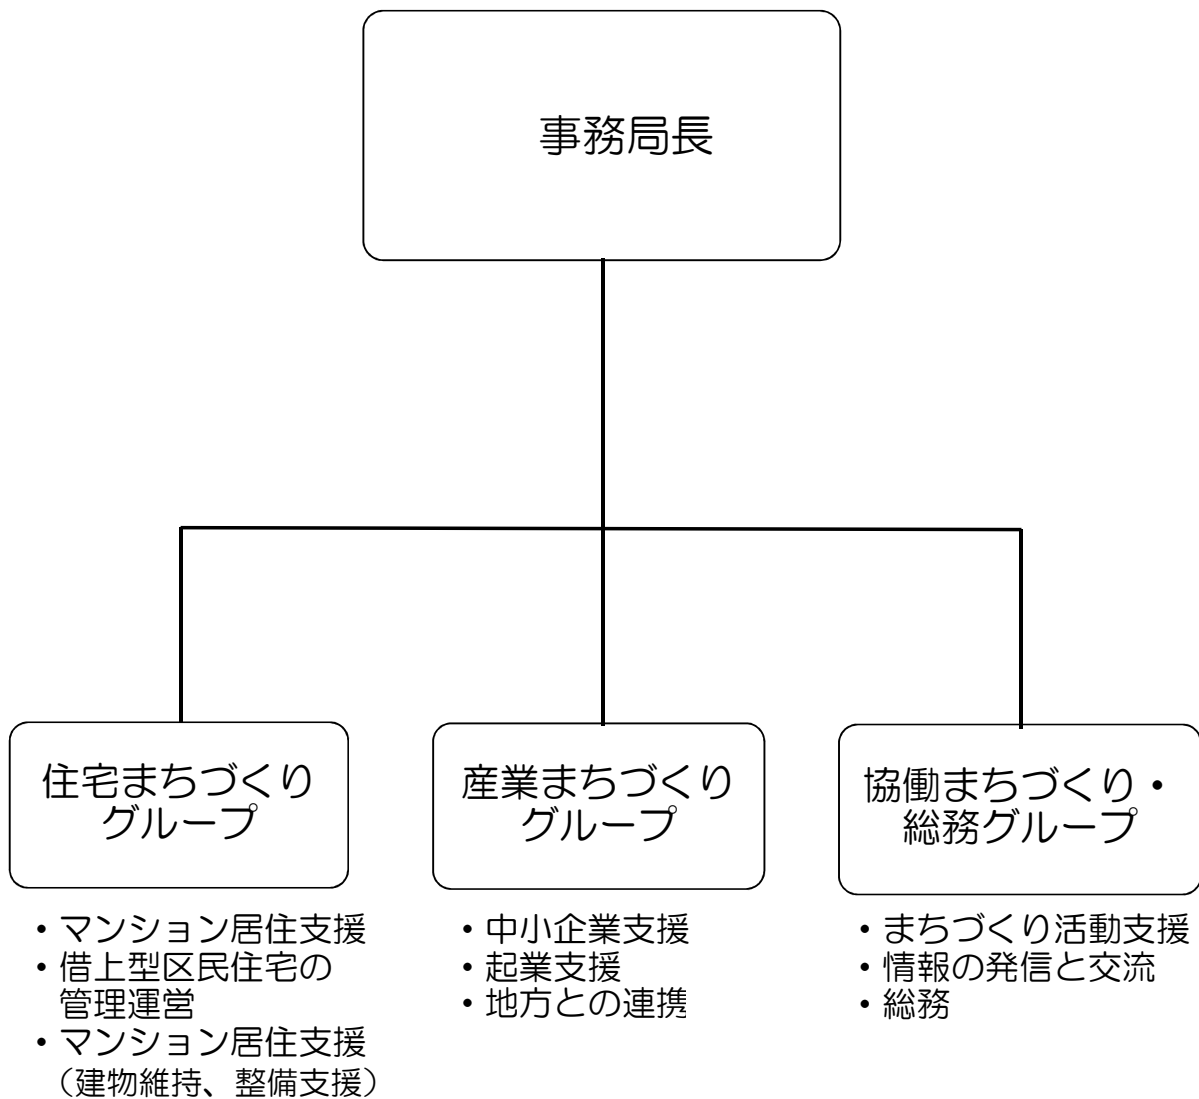 事務局長
住宅まちづくり
グループ
・マンション居住支援
・借上型区民住宅の
管理運営
・マンション居住支援
（建物維持、整備支援）
産業まちづくり
グループ
・中小企業支援
・起業支援
・地方との連携
協働まちづくり・
総務グループ
・まちづくり活動支援
・情報の発信と交流
・総務